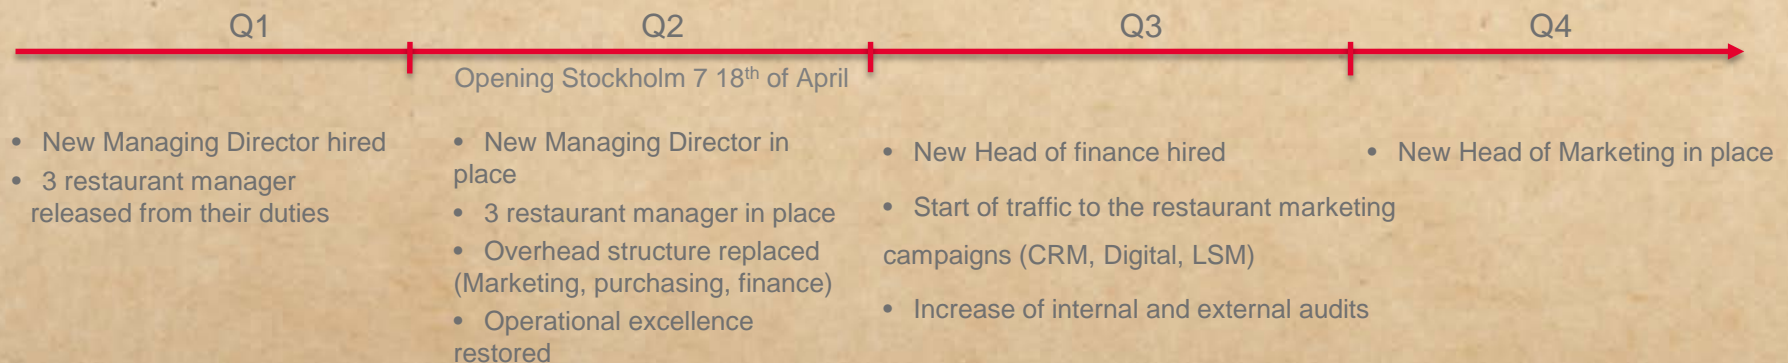 Q1
Q2
Q3
Q4
Opening Stockholm 7 18th of April
• New Managing Director hired
• 3 restaurant manager
released from their duties
• New Managing Director in
place
• 3 restaurant manager in place
• Overhead structure replaced
(Marketing, purchasing, finance)
• Operational excellence
restored
• New Head of finance hired
• Start of traffic to the restaurant marketing
campaigns (CRM, Digital, LSM)
• Increase of internal and external audits
• New Head of Marketing in place